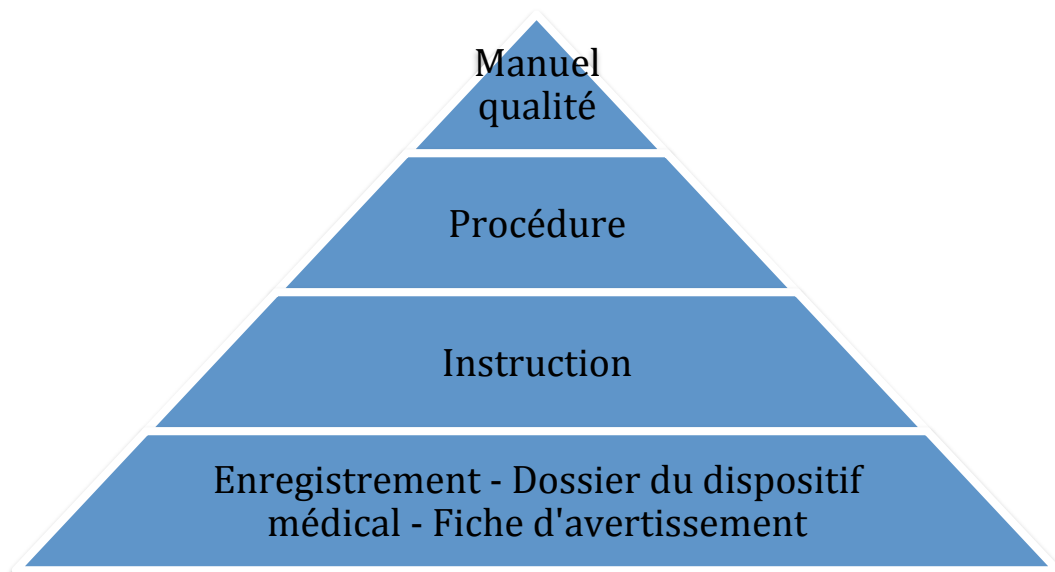 Manuel
qualité
Procédure
Instruction
Enregistrement - Dossier du dispositif
médical - Fiche d'avertissement